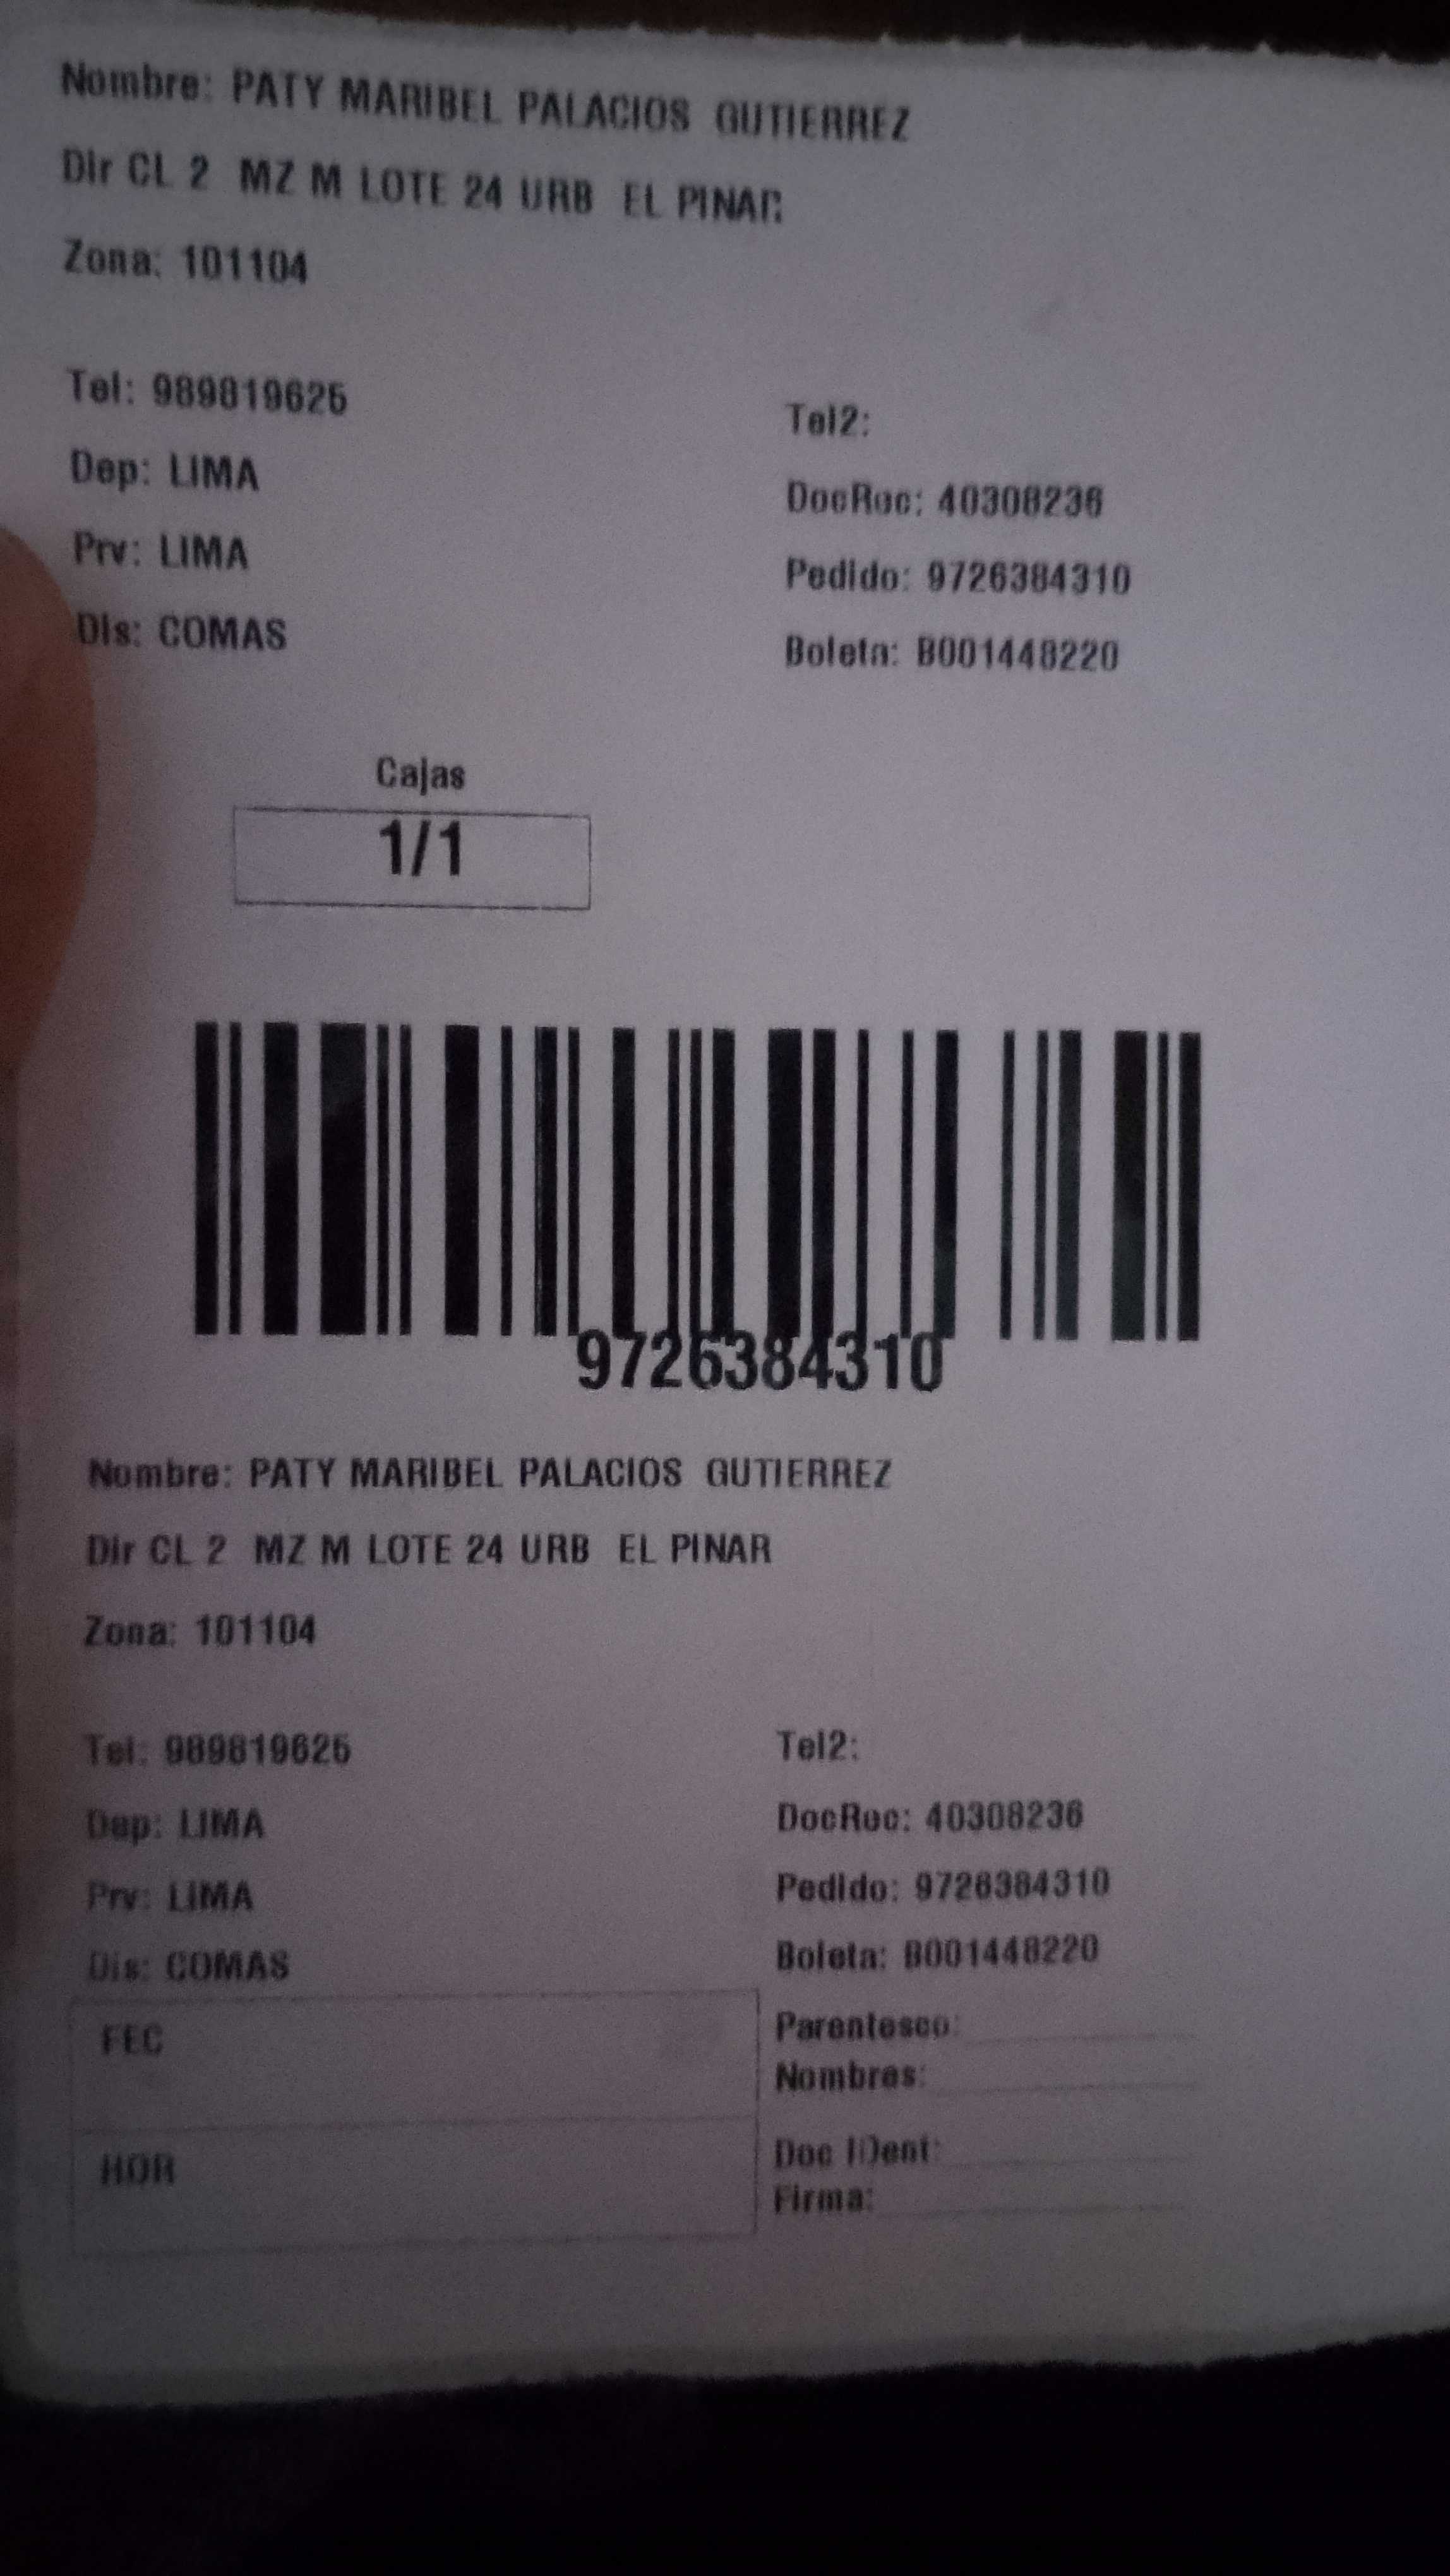 Nombre: PATY MARIBEL PALACIOS GUTIERREZ
Dir CL 2 MZ M LOTE 24 URB EL PINAR
Zona: 101104
Tel: 989819625
Tel2:
Dep: LIMA
DocRec: 40308236
Prv: LIMA
Pedido: 9726384310
Dis: COMAS
Boleta: B001448220
Cajas
1/1
9726384310
Nombre: PATY MARIBEL PALACIOS GUTIERREZ
Dir CL 2 MZ M LOTE 24 URB EL PINAR
Zona: 101104
Tel: 989819625
Tel2:
Dep: LIMA
DocRec: 40308236
Prv: LIMA
Pedido: 9726384310
Dis: COMAS
Boleta: B001448220
FEC
Parentesco:
Nombres:
HOR
Doc IDent:
Firma: